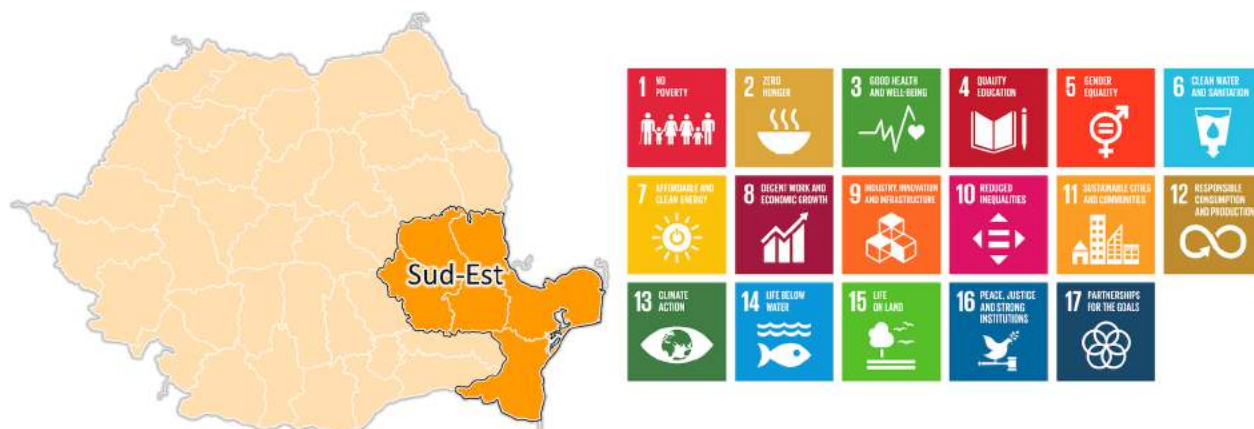 Sud-Est
1 NO
POVERTY
2 ZERO
HUNGER
3 GOOD HEALTH
AND WELL-BEING
4 QUALITY
EDUCATION
5 GENDER
EQUALITY
6 CLEAN WATER
AND SANITATION
7 AFFORDABLE AND
CLEAN ENERGY
8 DECENT WORK AND
ECONOMIC GROWTH
9 INDUSTRY, INNOVATION
AND INFRASTRUCTURE
10 REDUCED
INEQUALITIES
11 SUSTAINABLE CITIES
AND COMMUNITIES
12 RESPONSIBLE
CONSUMPTION
AND PRODUCTION
13 CLIMATE
ACTION
14 LIFE BELOW
WATER
15 LIFE
ON LAND
16 PEACE, JUSTICE
AND STRONG
INSTITUTIONS
17 PARTNERSHIPS
FOR THE GOALS